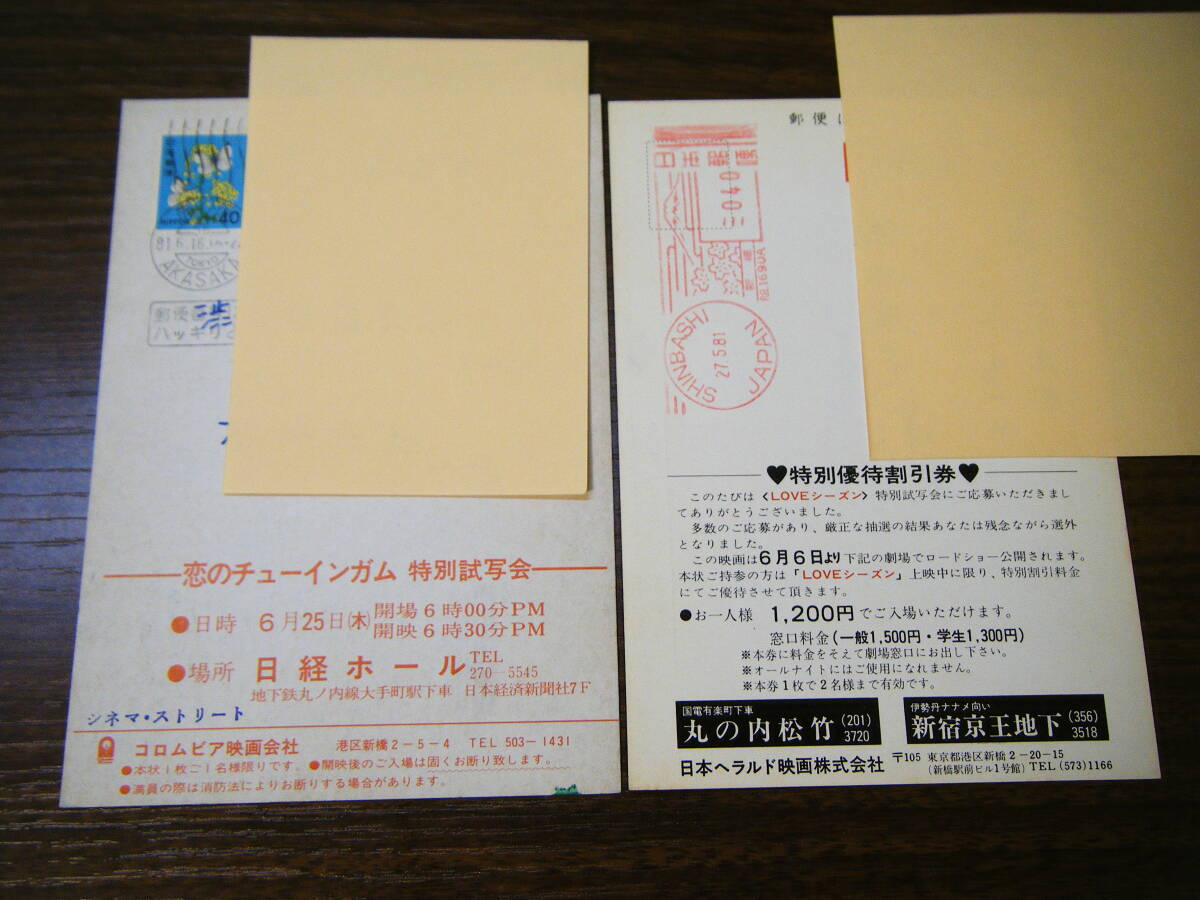 NIPPON 40
81.6.16
TOKYO
AKASAKA
郵便
ハッキリ
恋のチューインガム 特別試写会
●日時 6月25日(木)
開場6時00分PM
開映6時30分PM
●場所 日経ホール
TEL
270-5545
地下鉄丸ノ内線大手町駅下車 日本経済新聞社7F
シネマ・ストリート
コロムビア映画会社 港区新橋2-5-4 TEL 503-1431
●本状1枚ご1名様限りです。 ●開映後のご入場は固くお断り致します。
●満員の際は消防法によりお断りする場合があります。
郵便
日本郵便
040
新橋
SHINBASHI JAPAN
27.5.81
♥特別優待割引券♥
このたびは〈LOVEシーズン〉特別試写会にご応募いただきまし
てありがとうございました。
多数のご応募があり、厳正な抽選の結果あなたは残念ながら選外
となりました。
この映画は6月6日より下記の劇場でロードショー公開されます。
本状ご持参の方は「LOVEシーズン」上映中に限り、特別割引料金
にてご優待させて頂きます。
●お一人様 1,200円でご入場いただけます。
窓口料金(一般1,500円・学生1,300円)
※本券に料金をそえて劇場窓口にお出し下さい。
※オールナイトにはご使用になれません。
※本券1枚で2名様まで有効です。
国電有楽町下車
丸の内松竹(201)3720
伊勢丹ナナメ向い
新宿京王地下(356)3518
日本ヘラルド映画株式会社
〒105 東京都港区新橋2-20-15
(新橋駅前ビル1号館) TEL(573)1166